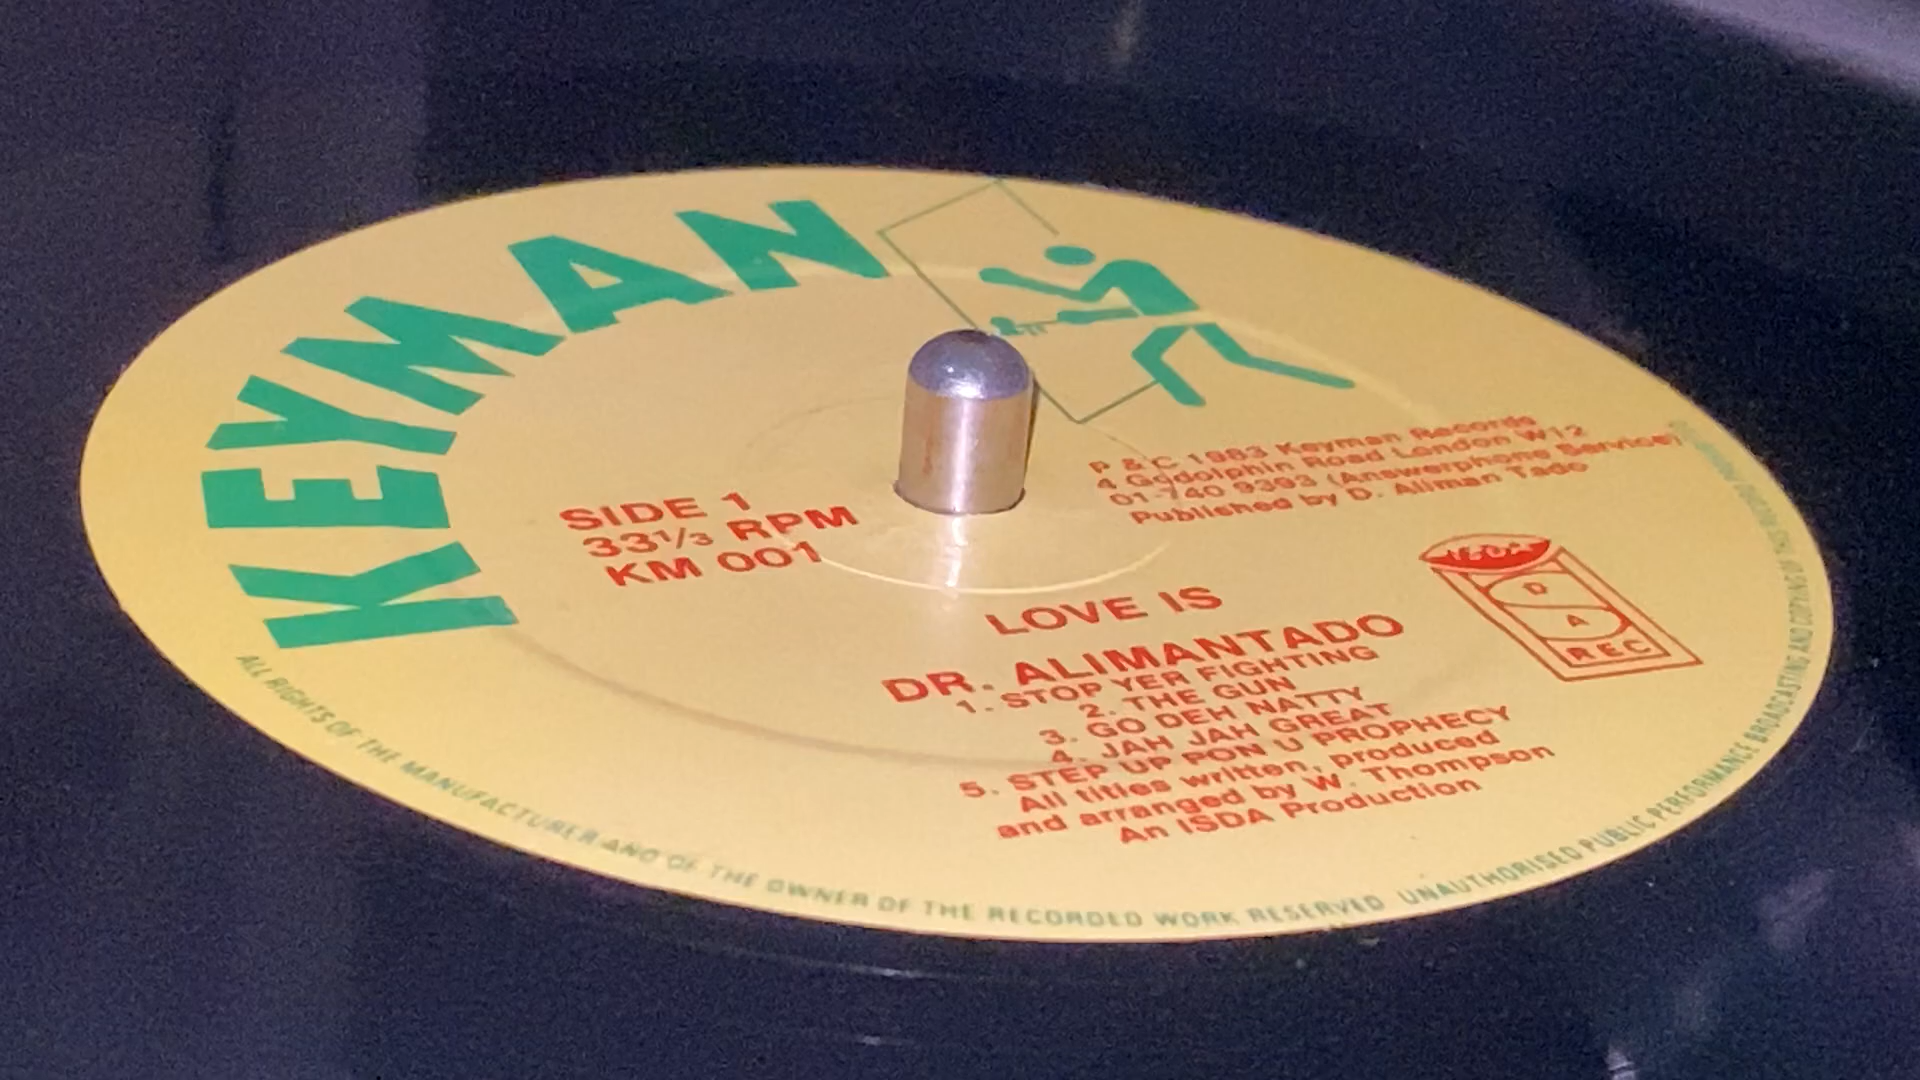 KEYMAN
SIDE 1
33⅓ RPM
KM 001
P & C 1983 Keyman Records
4 Godolphin Road London W12
01-740 9393 (Answerphone Service)
Published by D. Aliman Tado
LOVE IS
DR. ALIMANTADO
1. STOP YER FIGHTING
2. THE GUN
3. GO DEH NATTY
4. JAH JAH GREAT
5. STEP UP PON U PROPHECY
All titles written, produced
and arranged by W. Thompson
An ISDA Production
D
A
REC
ALL RIGHTS OF THE MANUFACTURER AND OF THE OWNER OF THE RECORDED WORK RESERVED UNAUTHORISED PUBLIC PERFORMANCE BROADCASTING AND COPYING OF THIS RECORD PROHIBITED